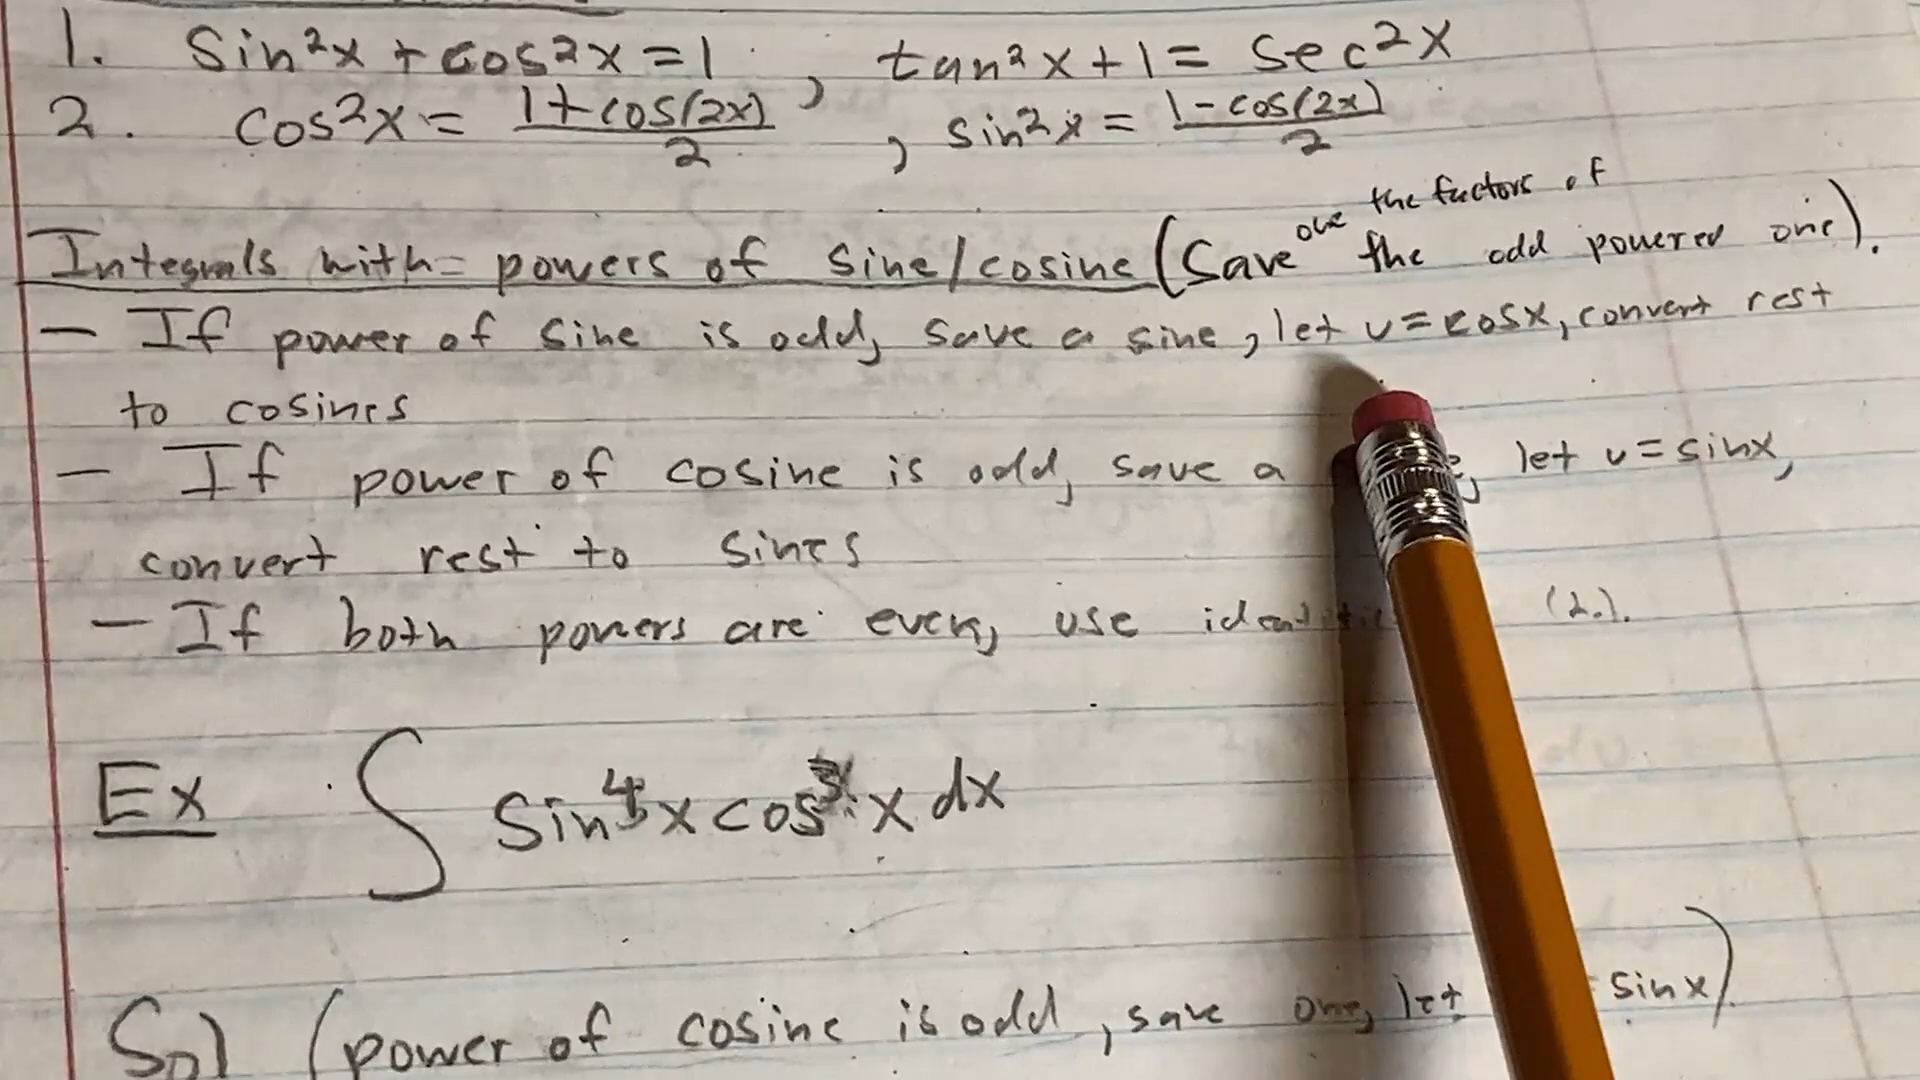 1. Sin²x + cos²x = 1, tan²x + 1 = sec²x
2. cos²x = (1+cos(2x))/2, sin²x = (1-cos(2x))/2
Integrals with powers of sine/cosine (Save one the factors of the odd powered one).
- If power of sine is odd, save a sine, let u=cosx, convert rest
to cosines
- If power of cosine is odd, save a let u=sinx,
convert rest to sines
- If both powers are even, use (2.).
Ex ∫ sin⁴x cos x dx
Sol (power of cosine is odd, save one, let sinx)